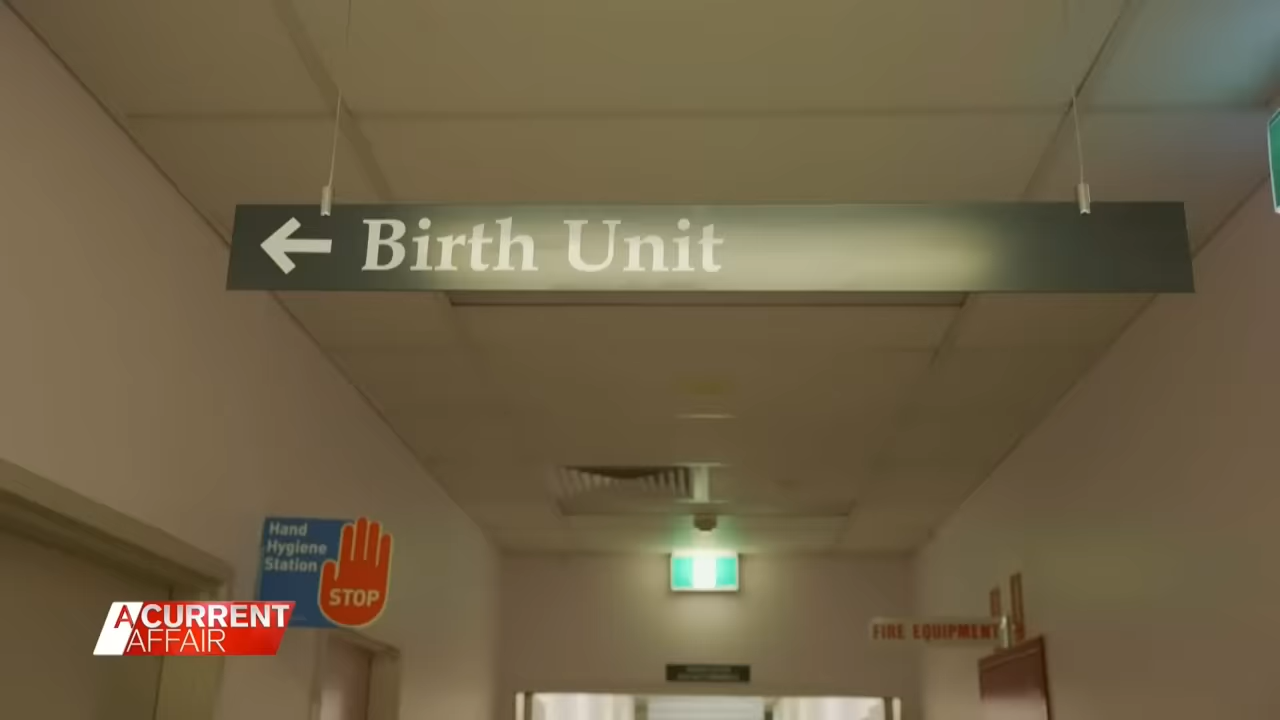 Birth Unit
Hand
Hygiene
Station
STOP
A CURRENT
AFFAIR
FIRE EQUIPMENT